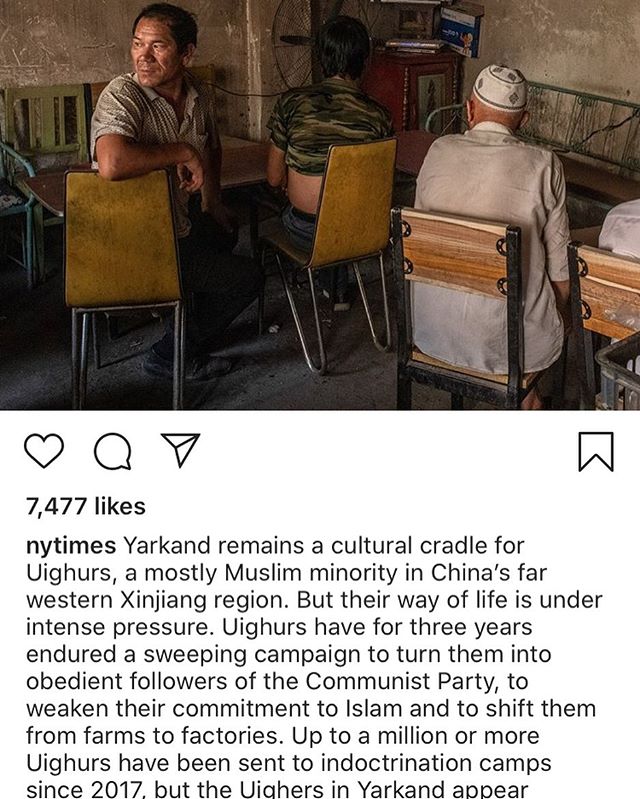 7,477 likes
nytimes Yarkand remains a cultural cradle for
Uighurs, a mostly Muslim minority in China's far
western Xinjiang region. But their way of life is under
intense pressure. Uighurs have for three years
endured a sweeping campaign to turn them into
obedient followers of the Communist Party, to
weaken their commitment to Islam and to shift them
from farms to factories. Up to a million or more
Uighurs have been sent to indoctrination camps
since 2017, but the Uighers in Yarkand appear